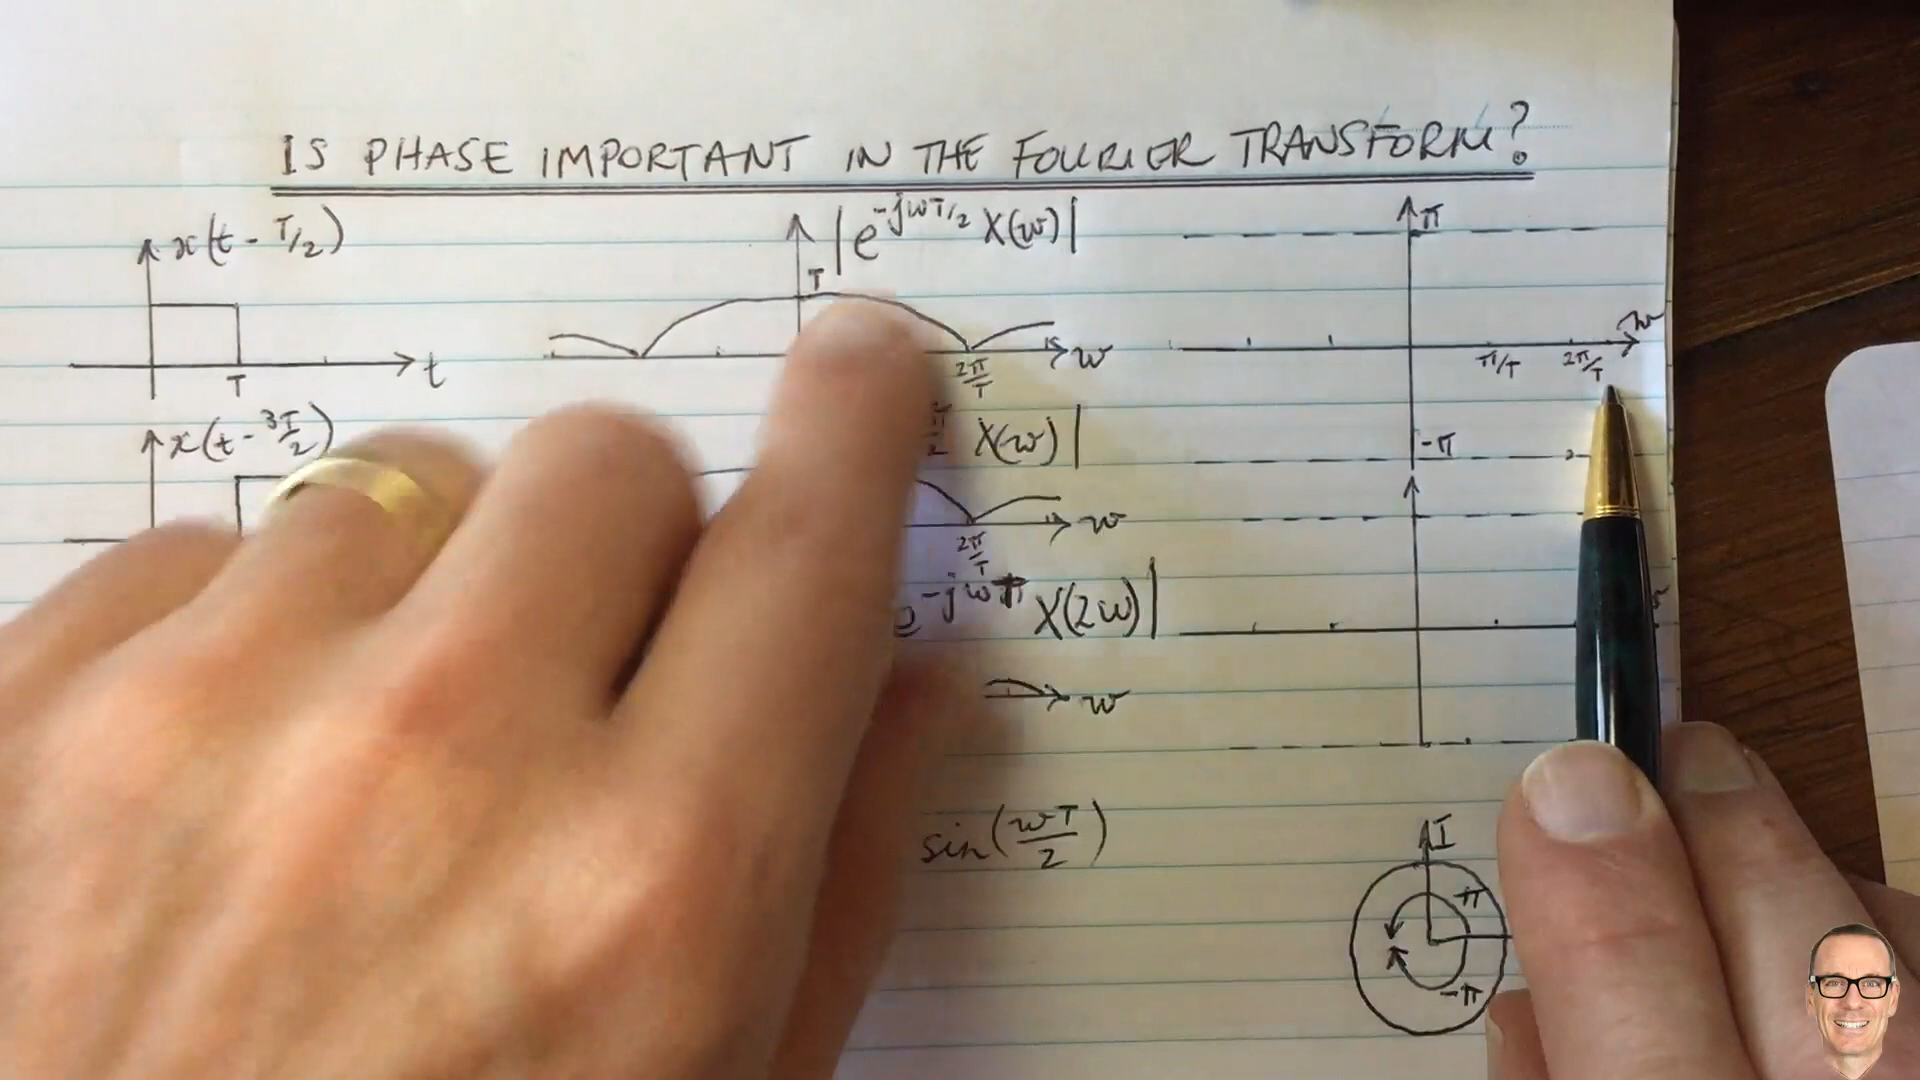 IS PHASE IMPORTANT IN THE FOURIER TRANSFORM?
x(t - T/2)
|e^{-jωT/2} X(ω)|
π
T
ω
t
T
2π/T
ω
π/T
2π/T
x(t - 3T/2)
X(ω)|
-π
ω
2π/T
e^{-jωT} X(2ω)|
ω
sin(ωT/2)
I
π
-π